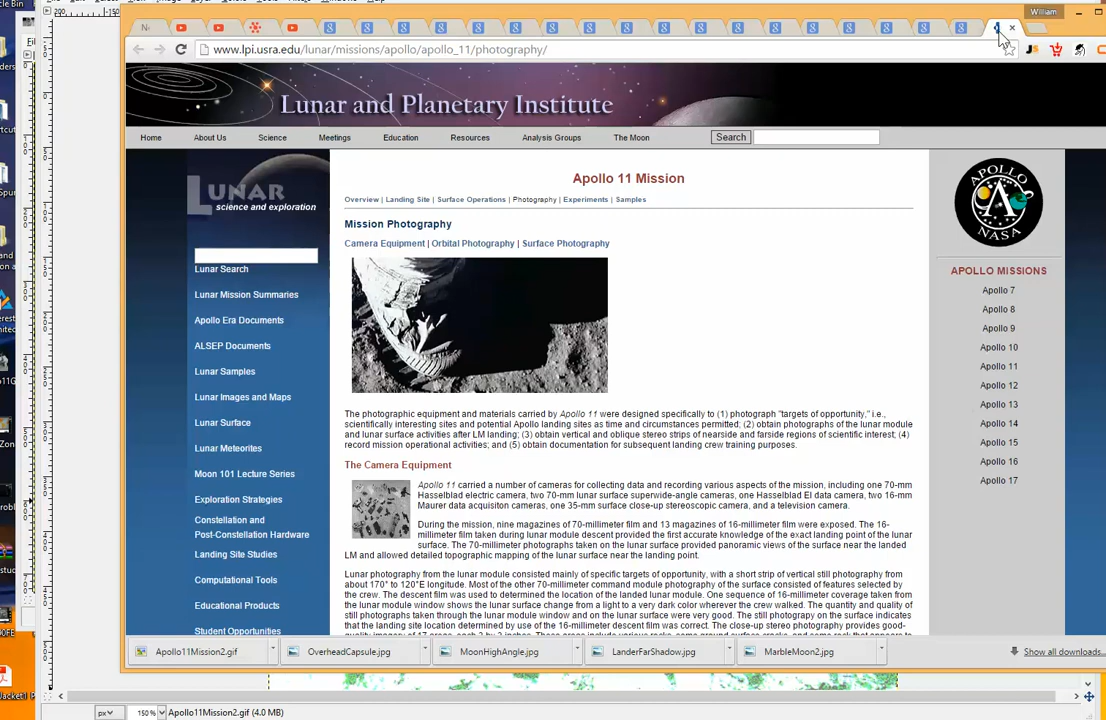 William
www.lpi.usra.edu/lunar/missions/apollo/apollo_11/photography/
Lunar and Planetary Institute
Home About Us Science Meetings Education Resources Analysis Groups The Moon Search
LUNAR
science and exploration
Lunar Search
Lunar Mission Summaries
Apollo Era Documents
ALSEP Documents
Lunar Samples
Lunar Images and Maps
Lunar Surface
Lunar Meteorites
Moon 101 Lecture Series
Exploration Strategies
Constellation and
Post-Constellation Hardware
Landing Site Studies
Computational Tools
Educational Products
Student Opportunities
Apollo 11 Mission
Overview | Landing Site | Surface Operations | Photography | Experiments | Samples
Mission Photography
Camera Equipment | Orbital Photography | Surface Photography
The photographic equipment and materials carried by Apollo 11 were designed specifically to (1) photograph "targets of opportunity," i.e.,
scientifically interesting sites and potential Apollo landing sites as time and circumstances permitted; (2) obtain photographs of the lunar module
and lunar surface activities after LM landing; (3) obtain vertical and oblique stereo strips of nearside and farside regions of scientific interest; (4)
record mission operational activities; and (5) obtain documentation for subsequent landing crew training purposes.
The Camera Equipment
Apollo 11 carried a number of cameras for collecting data and recording various aspects of the mission, including one 70-mm
Hasselblad electric camera, two 70-mm lunar surface superwide-angle cameras, one Hasselblad El data camera, two 16-mm
Maurer data acquisiton cameras, one 35-mm surface close-up stereoscopic camera, and a television camera.
During the mission, nine magazines of 70-millimeter film and 13 magazines of 16-millimeter film were exposed. The 16-
millimeter film taken during lunar module descent provided the first accurate knowledge of the exact landing point of the lunar
surface. The 70-millimeter photographs taken on the lunar surface provided panoramic views of the surface near the landed
LM and allowed detailed topographic mapping of the lunar surface near the landing point.
Lunar photography from the lunar module consisted mainly of specific targets of opportunity, with a short strip of vertical still photography from
about 170° to 120°E longitude. Most of the other 70-millimeter command module photography of the surface consisted of features selected by
the crew. The descent film was used to determined the location of the landed lunar module. One sequence of 16-millimeter coverage taken from
the lunar module window shows the lunar surface change from a light to a very dark color wherever the crew walked. The quantity and quality of
still photographs taken through the lunar module window and on the lunar surface were very good. The still photograpy on the surface indicates
that the landing site location determined by use of the 16-millimeter descent film was correct. The close-up stereo photography provides good-
APOLLO
NASA
APOLLO MISSIONS
Apollo 7
Apollo 8
Apollo 9
Apollo 10
Apollo 11
Apollo 12
Apollo 13
Apollo 14
Apollo 15
Apollo 16
Apollo 17
Apollo11Mission2.gif OverheadCapsule.jpg MoonHighAngle.jpg LanderFarShadow.jpg MarbleMoon2.jpg Show all downloads...
px 150% Apollo11Mission2.gif (4.0 MB)